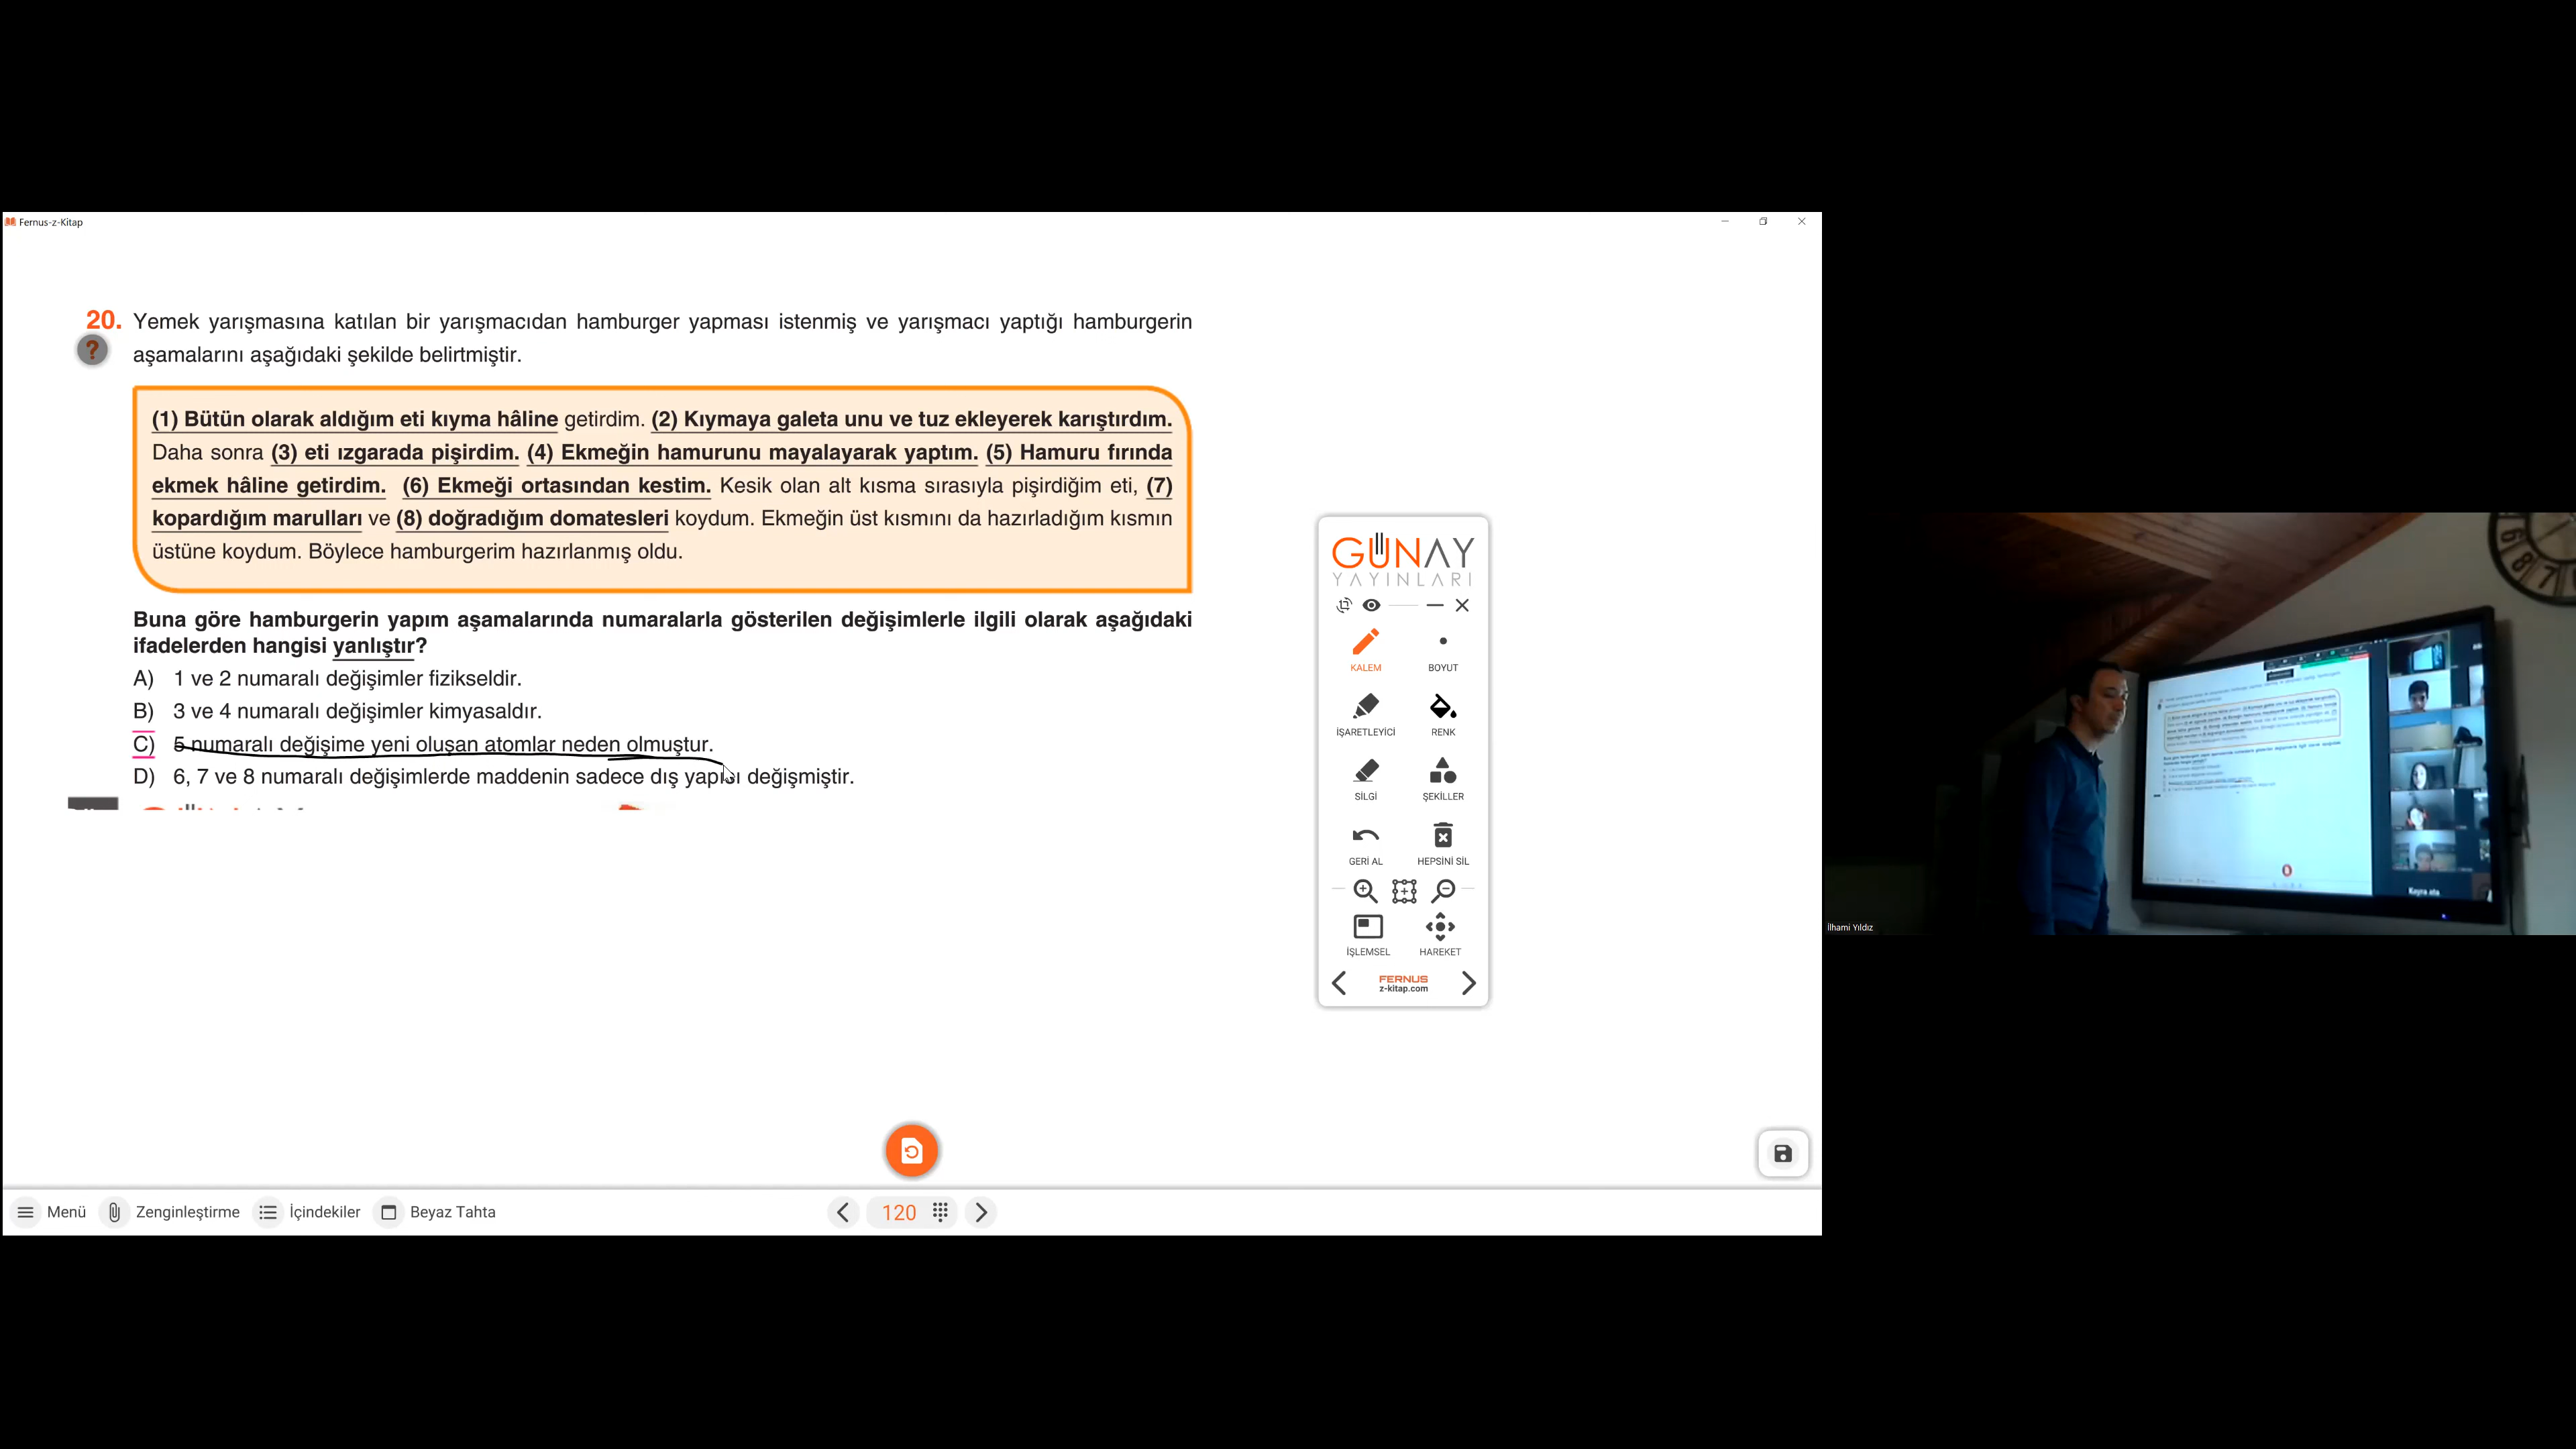 Fernus-z-Kitap
20. Yemek yarışmasına katılan bir yarışmacıdan hamburger yapması istenmiş ve yarışmacı yaptığı hamburgerin
? aşamalarını aşağıdaki şekilde belirtmiştir.
(1) Bütün olarak aldığım eti kıyma hâline getirdim. (2) Kıymaya galeta unu ve tuz ekleyerek karıştırdım.
Daha sonra (3) eti ızgarada pişirdim. (4) Ekmeğin hamurunu mayalayarak yaptım. (5) Hamuru fırında
ekmek hâline getirdim. (6) Ekmeği ortasından kestim. Kesik olan alt kısma sırasıyla pişirdiğim eti, (7)
kopardığım marulları ve (8) doğradığım domatesleri koydum. Ekmeğin üst kısmını da hazırladığım kısmın
üstüne koydum. Böylece hamburgerim hazırlanmış oldu.
Buna göre hamburgerin yapım aşamalarında numaralarla gösterilen değişimlerle ilgili olarak aşağıdaki
ifadelerden hangisi yanlıştır?
A) 1 ve 2 numaralı değişimler fizikseldir.
B) 3 ve 4 numaralı değişimler kimyasaldır.
C) 5 numaralı değişime yeni oluşan atomlar neden olmuştur.
D) 6, 7 ve 8 numaralı değişimlerde maddenin sadece dış yapısı değişmiştir.
GÜNAY
YAYINLARI
KALEM BOYUT
İŞARETLEYİCİ RENK
SİLGİ ŞEKİLLER
GERİ AL HEPSİNİ SİL
İŞLEMSEL HAREKET
FERNUS
z-kitap.com
İlhami Yıldız
Menü Zenginleştirme İçindekiler Beyaz Tahta 120